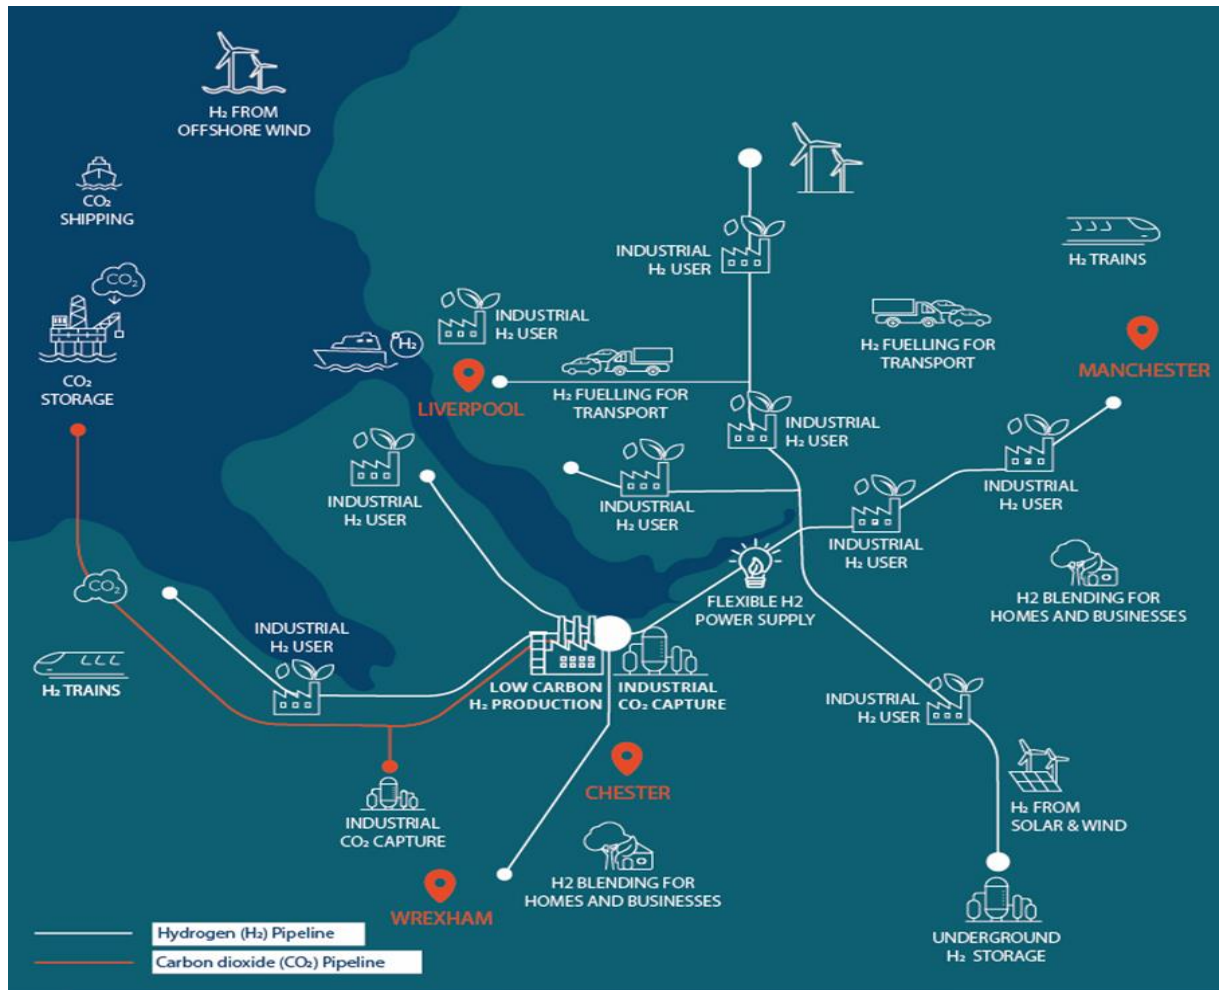 H₂ FROM
OFFSHORE WIND
CO₂
SHIPPING
CO₂
CO₂
STORAGE
H₂
INDUSTRIAL
H₂ USER
LIVERPOOL
H₂ FUELLING FOR
TRANSPORT
INDUSTRIAL
H₂ USER
H₂ TRAINS
H₂ FUELLING FOR
TRANSPORT
MANCHESTER
INDUSTRIAL
H₂ USER
INDUSTRIAL
H₂ USER
INDUSTRIAL
H₂ USER
INDUSTRIAL
H₂ USER
INDUSTRIAL
H₂ USER
FLEXIBLE H2
POWER SUPPLY
H2 BLENDING FOR
HOMES AND BUSINESSES
CO₂
INDUSTRIAL
H₂ USER
H₂ TRAINS
LOW CARBON
H₂ PRODUCTION
INDUSTRIAL
CO₂ CAPTURE
INDUSTRIAL
H₂ USER
CHESTER
H₂ FROM
SOLAR & WIND
INDUSTRIAL
CO₂ CAPTURE
WREXHAM
H2 BLENDING FOR
HOMES AND BUSINESSES
UNDERGROUND
H₂ STORAGE
Hydrogen (H₂) Pipeline
Carbon dioxide (CO₂) Pipeline